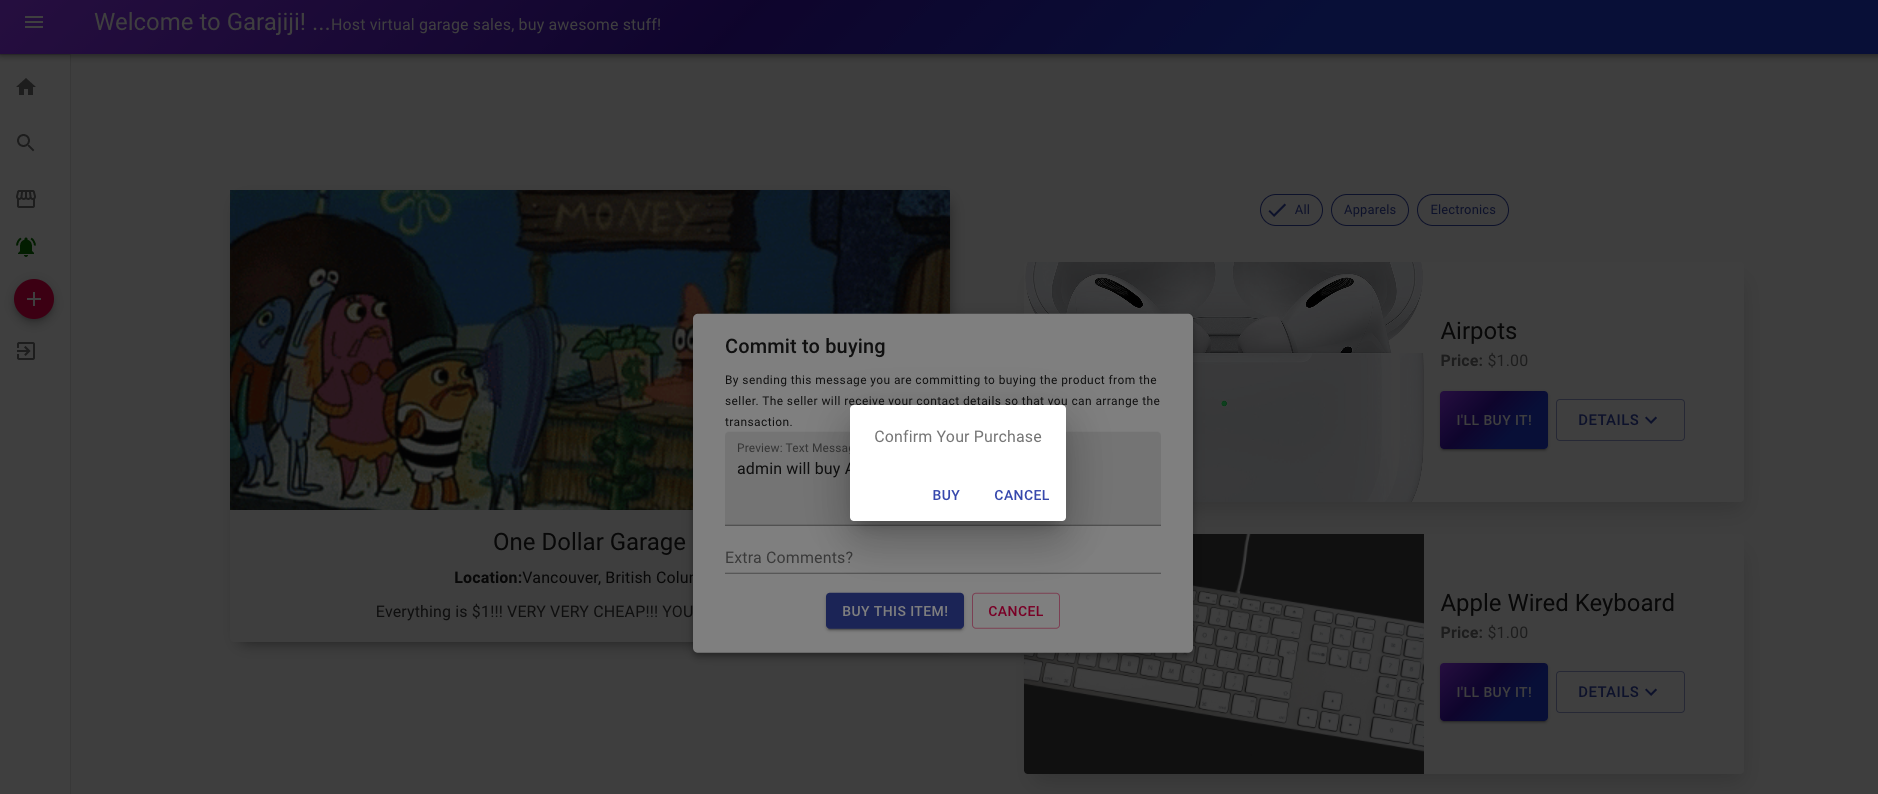 Welcome to Garajiji! ...Host virtual garage sales, buy awesome stuff!
MONEY
All
Apparels
Electronics
One Dollar Garage
Location:Vancouver, British Colu
Everything is $1!!! VERY VERY CHEAP!!! YOU
Commit to buying
By sending this message you are committing to buying the product from the
seller. The seller will receive your contact details so that you can arrange the
transaction.
Preview: Text Messa
admin will buy A
Extra Comments?
BUY THIS ITEM!
CANCEL
Confirm Your Purchase
BUY
CANCEL
Airpots
Price: $1.00
I'LL BUY IT!
DETAILS
Apple Wired Keyboard
Price: $1.00
I'LL BUY IT!
DETAILS